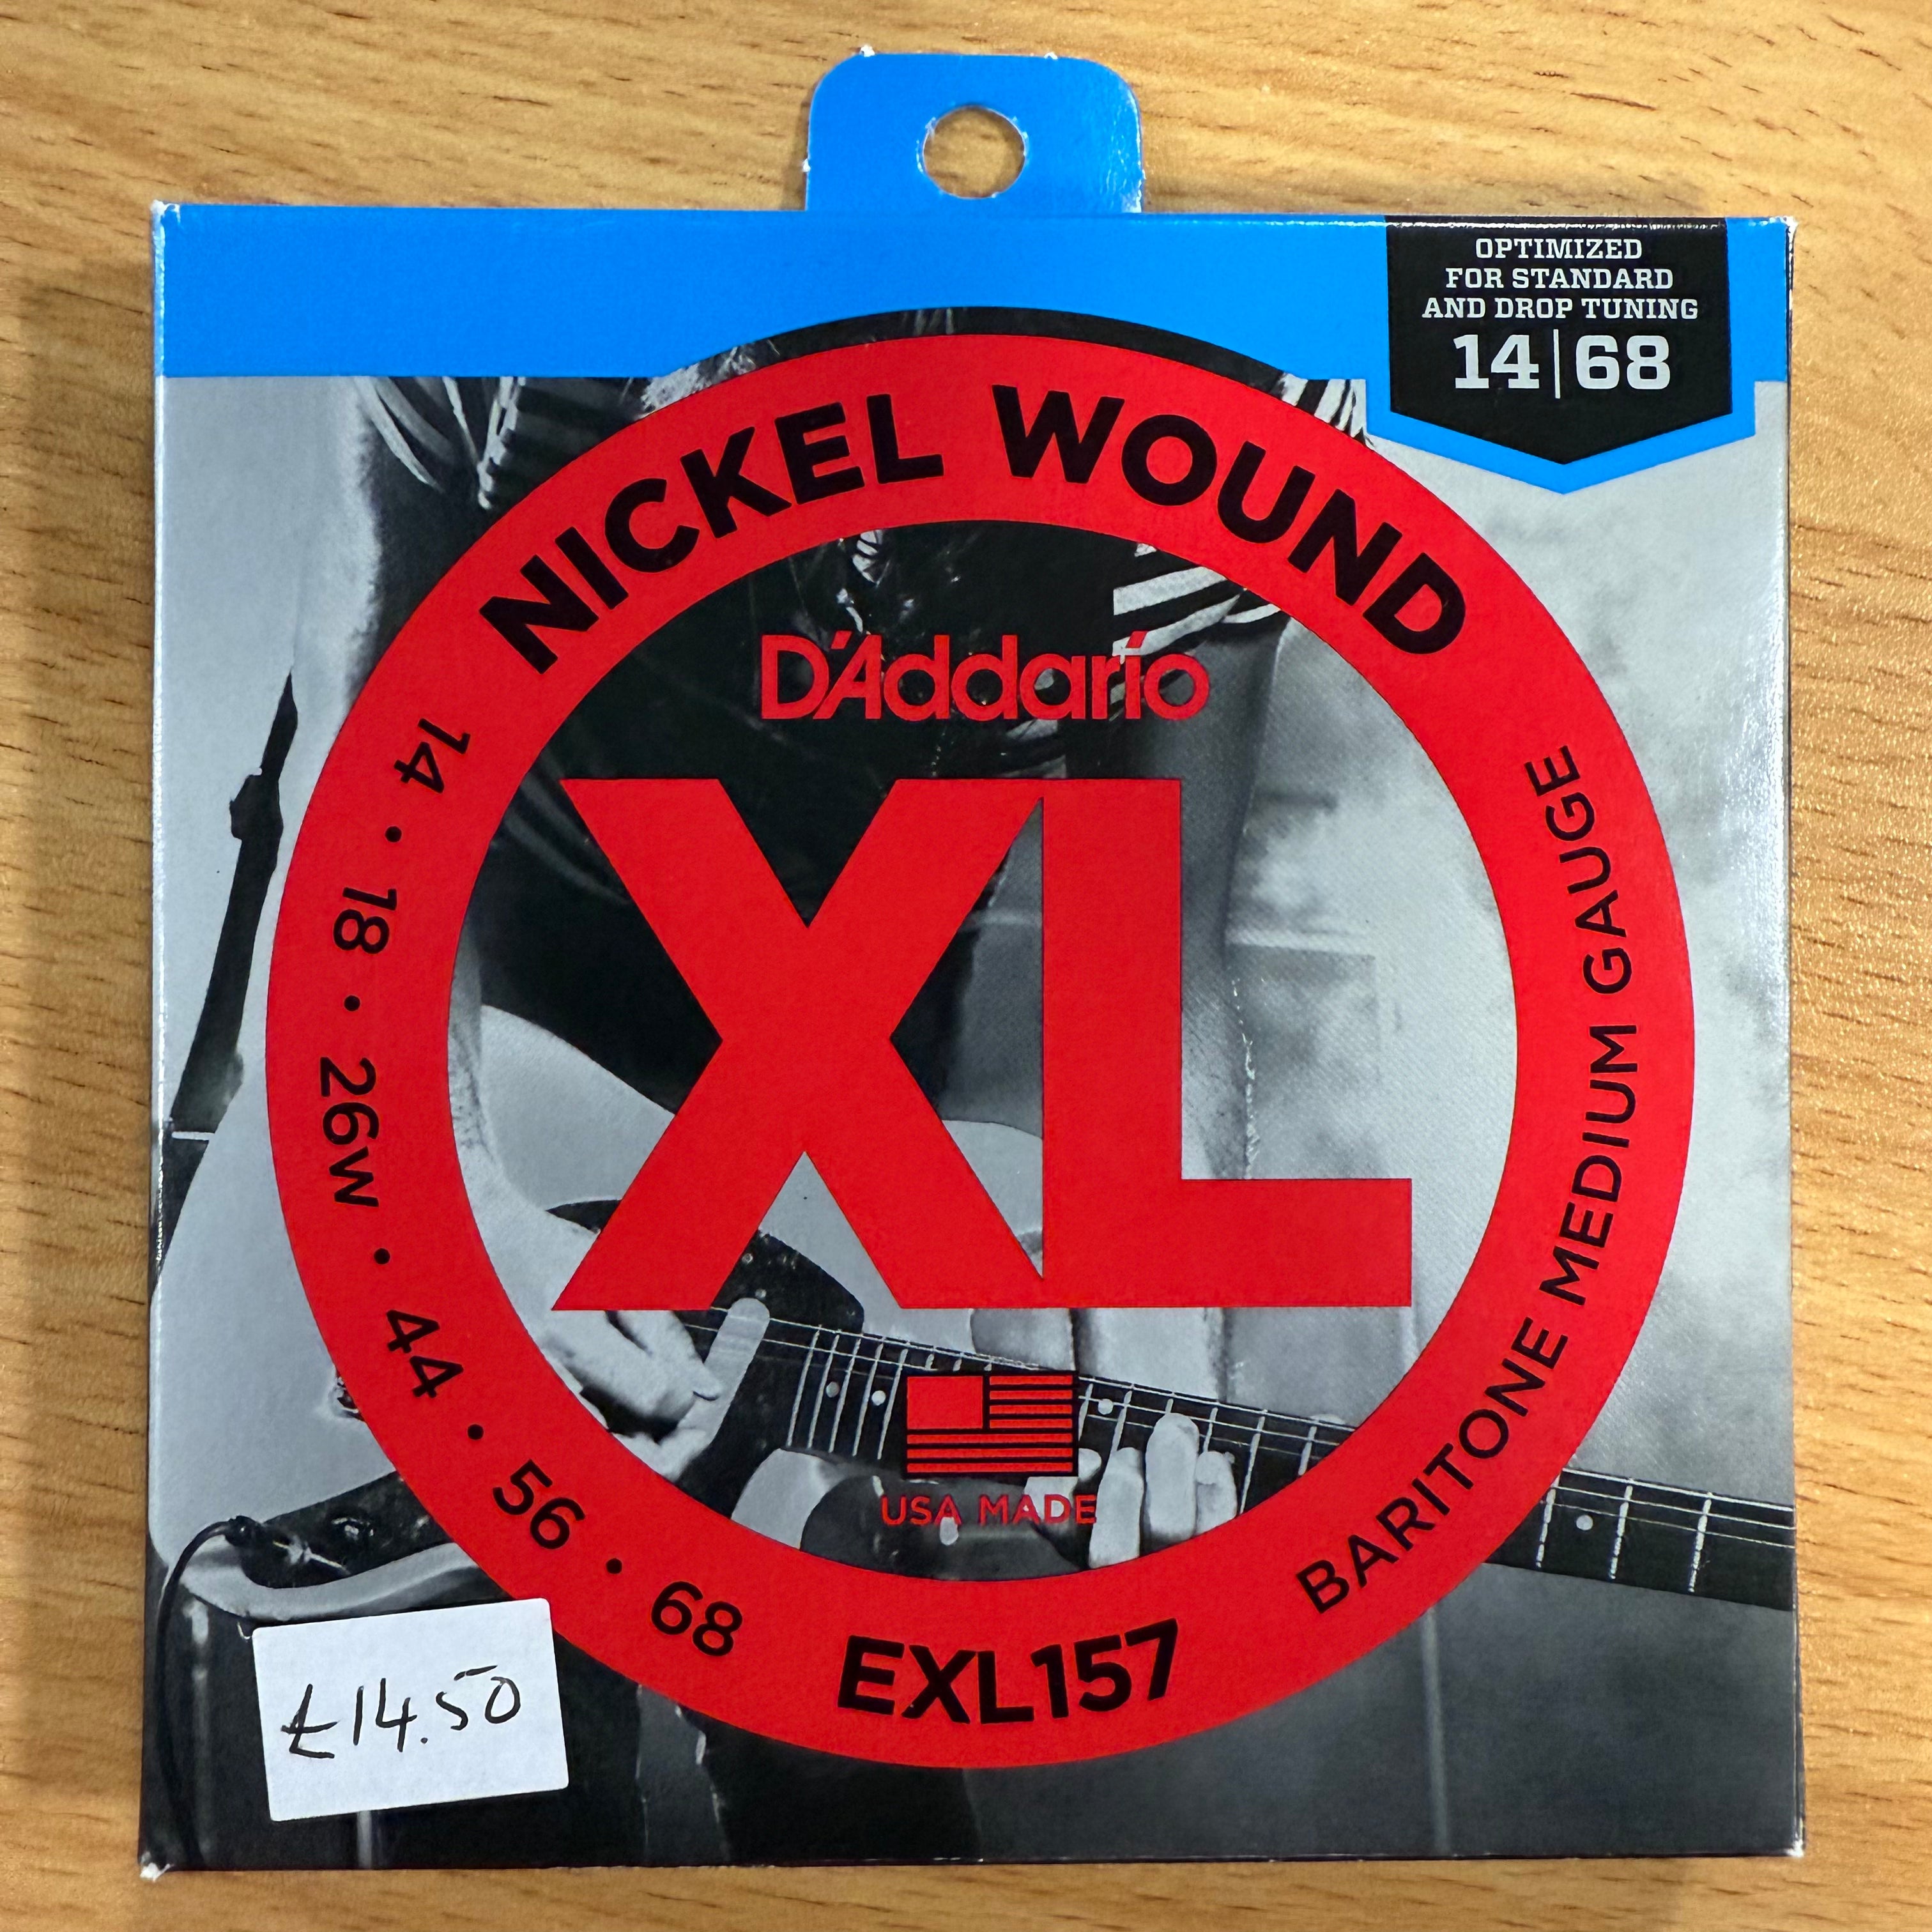 OPTIMIZED
FOR STANDARD
AND DROP TUNING
14|68
NICKEL WOUND
D'Addario
XL
14 • 18 • 26w • 44 • 56 • 68
BARITONE MEDIUM GAUGE
USA MADE
EXL157
£14.50